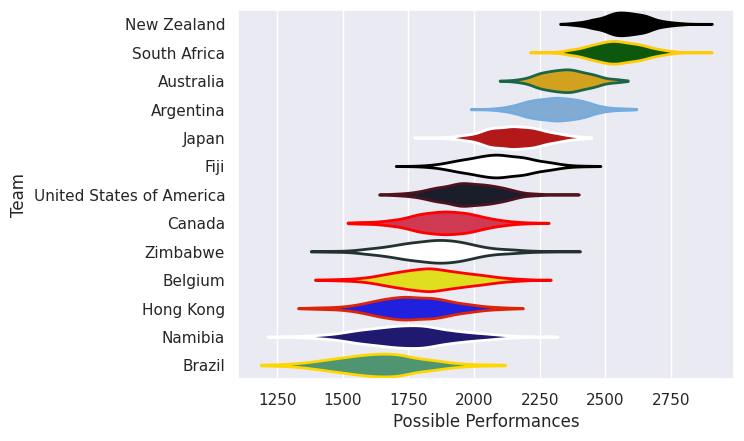 New Zealand
South Africa
Australia
Argentina
Japan
Fiji
United States of America
Canada
Zimbabwe
Belgium
Hong Kong
Namibia
Brazil
Team
1250 1500 1750 2000 2250 2500 2750
Possible Performances